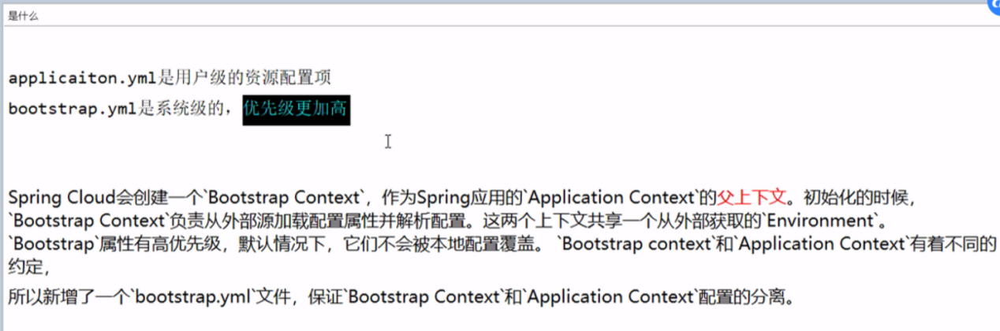 是什么
applicaiton.yml是用户级的资源配置项
bootstrap.yml是系统级的，优先级更加高
Spring Cloud会创建一个`Bootstrap Context`，作为Spring应用的`Application Context`的父上下文。初始化的时候，
`Bootstrap Context`负责从外部源加载配置属性并解析配置。这两个上下文共享一个从外部获取的`Environment`。
`Bootstrap`属性有高优先级，默认情况下，它们不会被本地配置覆盖。 `Bootstrap context`和`Application Context`有着不同的
约定，
所以新增了一个`bootstrap.yml`文件，保证`Bootstrap Context`和`Application Context`配置的分离。